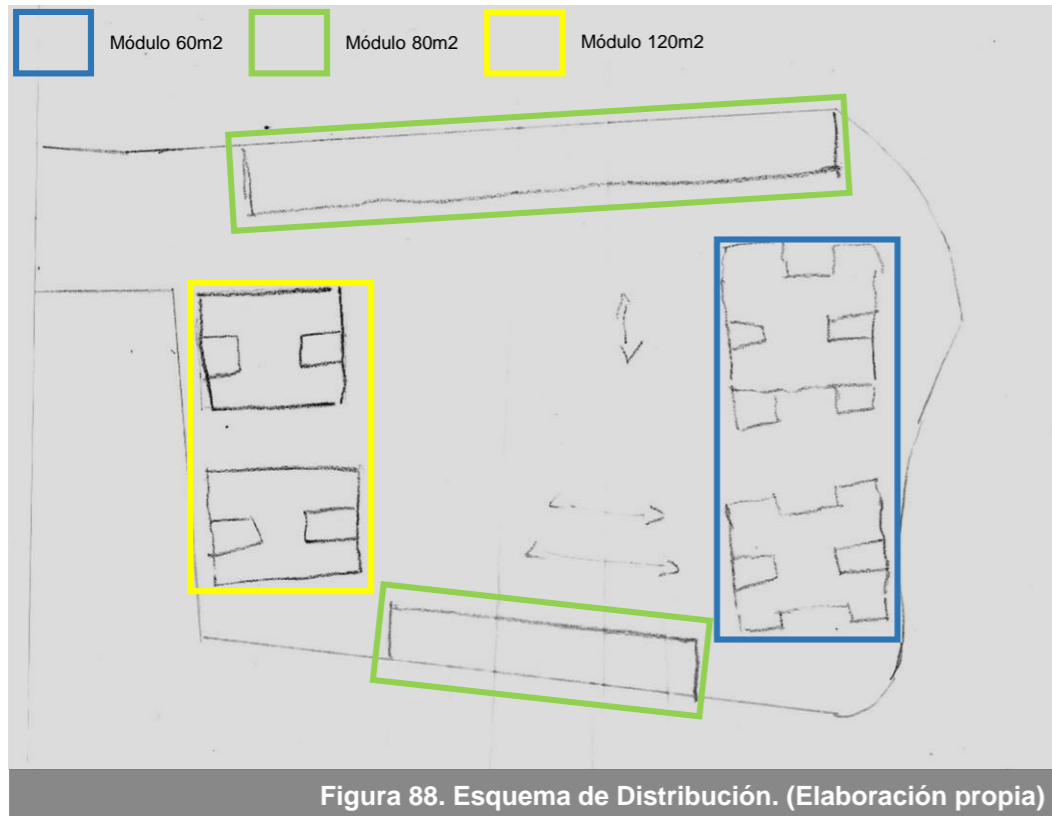 Módulo 60m2
Módulo 80m2
Módulo 120m2
Figura 88. Esquema de Distribución. (Elaboración propia)